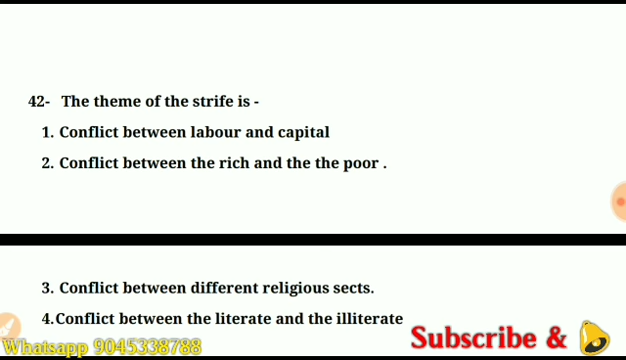 42- The theme of the strife is -
1. Conflict between labour and capital
2. Conflict between the rich and the the poor .
3. Conflict between different religious sects.
4.Conflict between the literate and the illiterate
Whatsapp 9045338788
Subscribe &